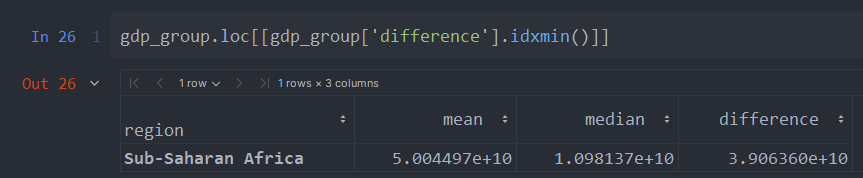 In 26 1 gdp_group.loc[[gdp_group['difference'].idxmin()]]
Out 26 1 row 1 rows × 3 columns
region mean median difference
Sub-Saharan Africa 5.004497e+10 1.098137e+10 3.906360e+10